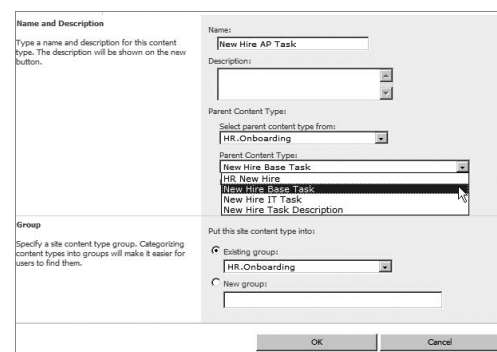 Name and Description
Type a name and description for this content
type. The description will be shown on the new
button.
Name:
New Hire AP Task
Description:
Parent Content Type:
Select parent content type from:
HR.Onboarding
Parent Content Type:
New Hire Base Task
HR New Hire
New Hire Base Task
New Hire IT Task
New Hire Task Description
Group
Specify a site content type group. Categorizing
content types into groups will make it easier for
users to find them.
Put this site content type into:
Existing group:
HR.Onboarding
New group:
OK
Cancel